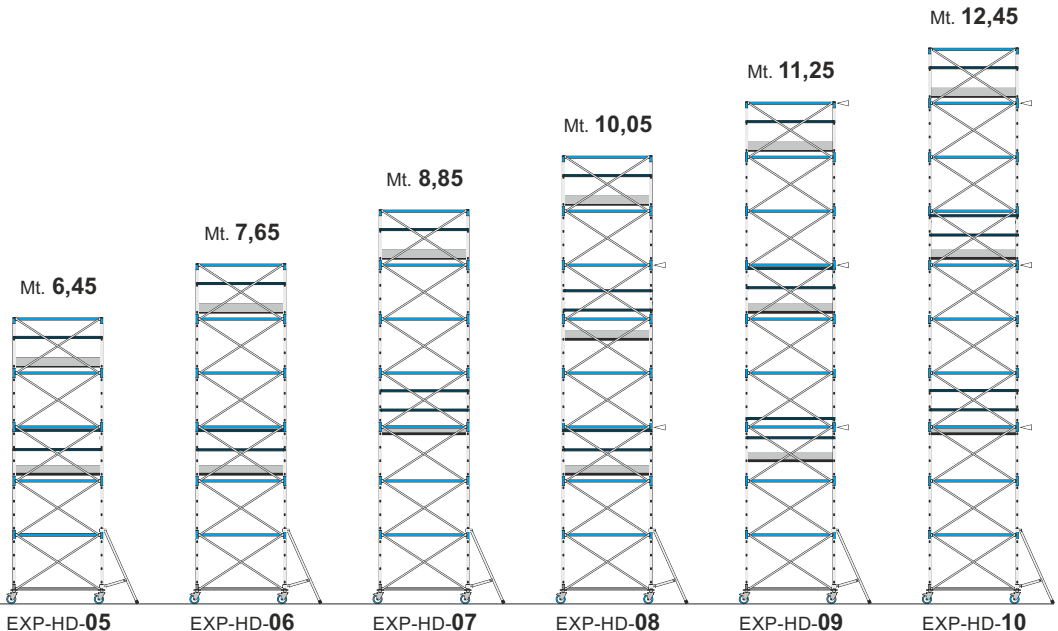 Mt. 12,45
Mt. 11,25
Mt. 10,05
Mt. 8,85
Mt. 7,65
Mt. 6,45
EXP-HD-05 EXP-HD-06 EXP-HD-07 EXP-HD-08 EXP-HD-09 EXP-HD-10